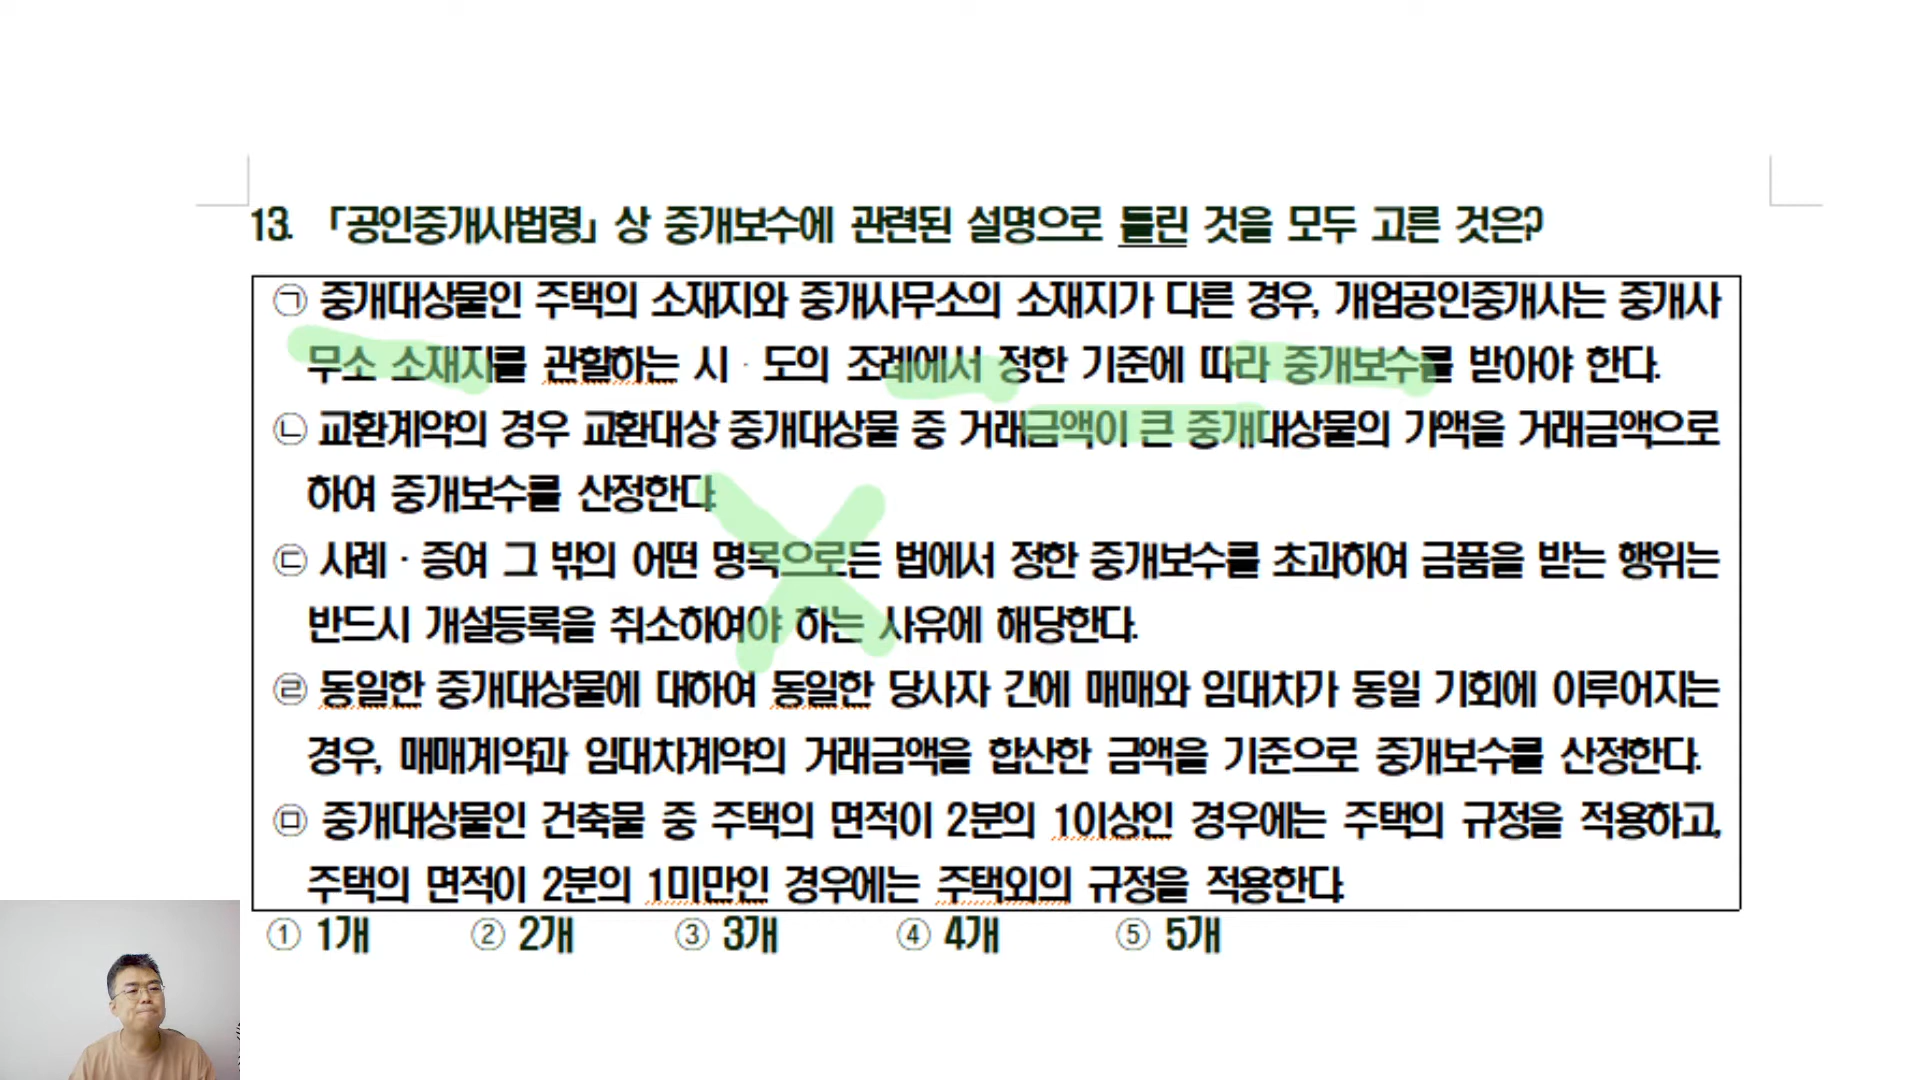 13. 「공인중개사법령」 상 중개보수에 관련된 설명으로 틀린 것을 모두 고른 것은?
㉠ 중개대상물인 주택의 소재지와 중개사무소의 소재지가 다른 경우, 개업공인중개사는 중개사
무소 소재지를 관할하는 시 · 도의 조례에서 정한 기준에 따라 중개보수를 받아야 한다.
㉡ 교환계약의 경우 교환대상 중개대상물 중 거래금액이 큰 중개대상물의 가액을 거래금액으로
하여 중개보수를 산정한다.
㉢ 사례 · 증여 그 밖의 어떤 명목으로든 법에서 정한 중개보수를 초과하여 금품을 받는 행위는
반드시 개설등록을 취소하여야 하는 사유에 해당한다.
㉣ 동일한 중개대상물에 대하여 동일한 당사자 간에 매매와 임대차가 동일 기회에 이루어지는
경우, 매매계약과 임대차계약의 거래금액을 합산한 금액을 기준으로 중개보수를 산정한다.
㉤ 중개대상물인 건축물 중 주택의 면적이 2분의 1이상인 경우에는 주택의 규정을 적용하고,
주택의 면적이 2분의 1미만인 경우에는 주택외의 규정을 적용한다.
① 1개 ② 2개 ③ 3개 ④ 4개 ⑤ 5개